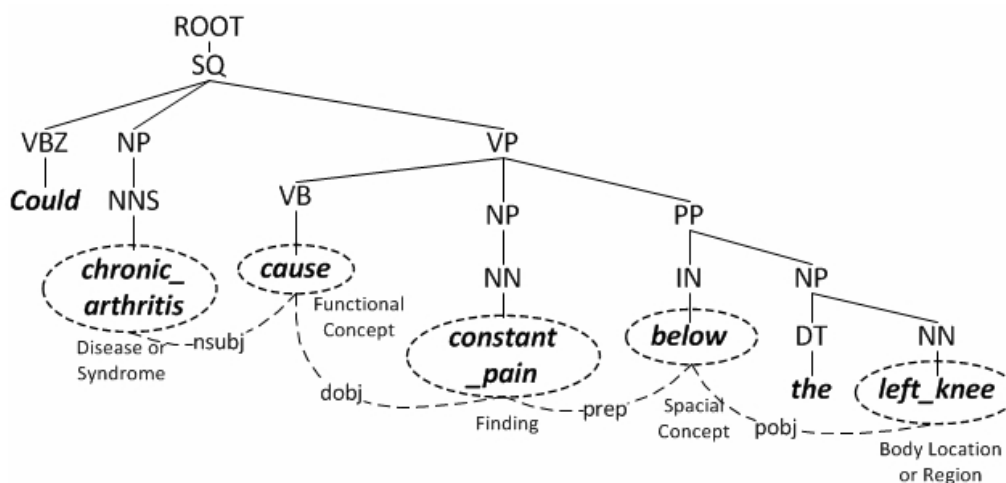 ROOT
SQ
VBZ NP VP
Could NNS VB NP PP
chronic_
arthritis
cause
NN IN NP
Functional
Concept
constant
_pain
below
DT NN
the left_knee
Disease or
Syndrome
nsubj
dobj
Finding
prep
Spacial
Concept
pobj
Body Location
or Region